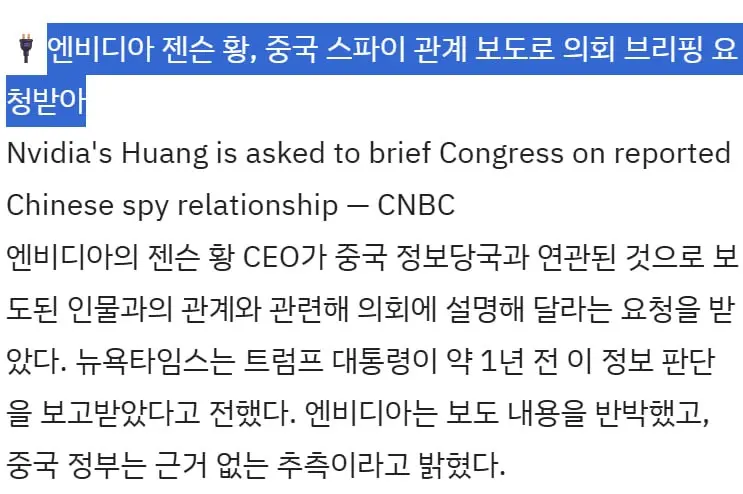 🔌 엔비디아 젠슨 황, 중국 스파이 관계 보도로 의회 브리핑 요
청받아
Nvidia's Huang is asked to brief Congress on reported
Chinese spy relationship — CNBC
엔비디아의 젠슨 황 CEO가 중국 정보당국과 연관된 것으로 보
도된 인물과의 관계와 관련해 의회에 설명해 달라는 요청을 받
았다. 뉴욕타임스는 트럼프 대통령이 약 1년 전 이 정보 판단
을 보고받았다고 전했다. 엔비디아는 보도 내용을 반박했고,
중국 정부는 근거 없는 추측이라고 밝혔다.